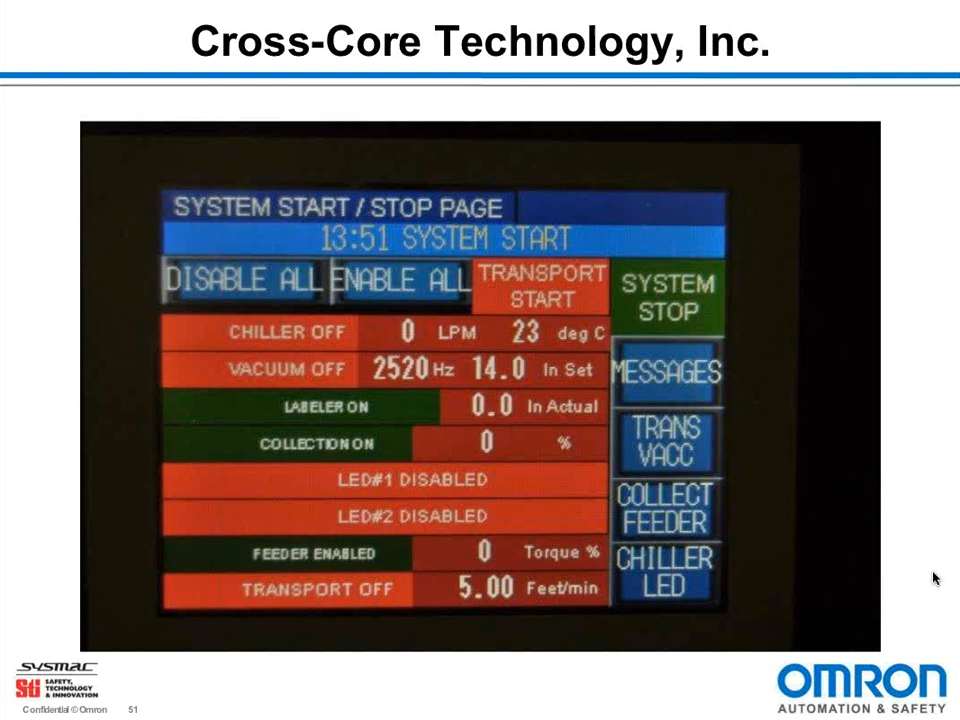 Cross-Core Technology, Inc.
SYSTEM START / STOP PAGE
13:51 SYSTEM START
DISABLE ALL ENABLE ALL TRANSPORT START SYSTEM STOP
CHILLER OFF 0 LPM 23 deg C
VACUUM OFF 2520 Hz 14.0 In Set MESSAGES
LABELER ON 0.0 In Actual
COLLECTION ON 0 % TRANS VACC
LED#1 DISABLED
LED#2 DISABLED COLLECT FEEDER
FEEDER ENABLED 0 Torque %
TRANSPORT OFF 5.00 Feet/min CHILLER LED
SYSMAC
STI SAFETY, TECHNOLOGY & INNOVATION
Confidential © Omron 51
OMRON
AUTOMATION & SAFETY